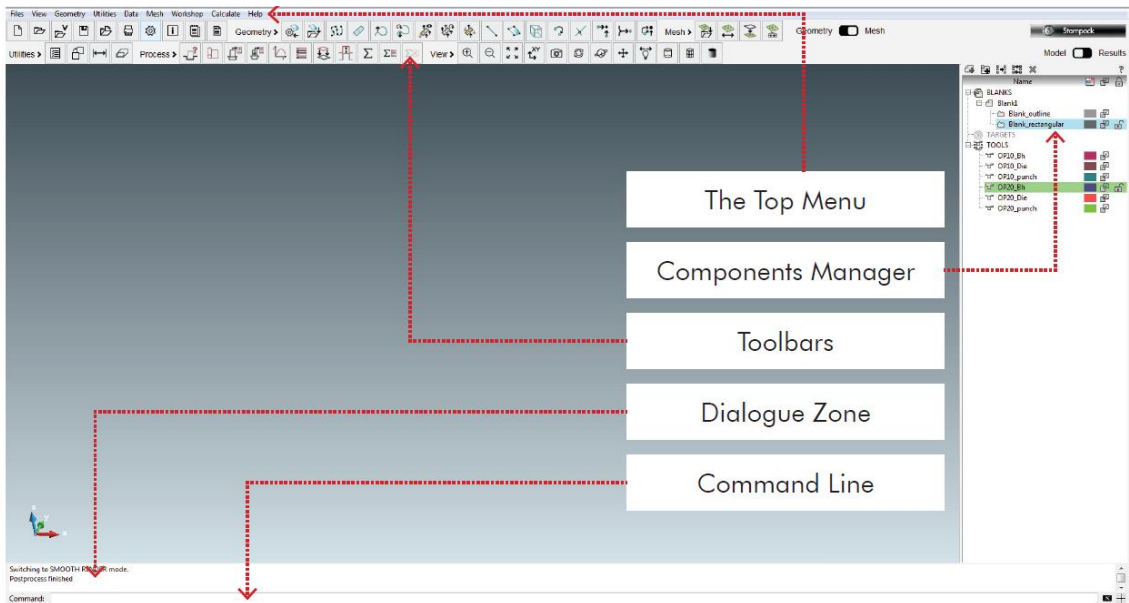 Files View Geometry Utilities Data Mesh Workshop Calculate Help
Geometry > Mesh > Geometry Mesh Stampack
Utilities > Process > View > Model Results
Name
BLANKS
Blank1
Blank_outline
Blank_rectangular
TARGETS
TOOLS
OP10_Bh
OP10_Die
OP10_punch
OP20_Bh
OP20_Die
OP20_punch
The Top Menu
Components Manager
Toolbars
Dialogue Zone
Command Line
Switching to SMOOTH RENDER mode.
Postprocess finished
Command: